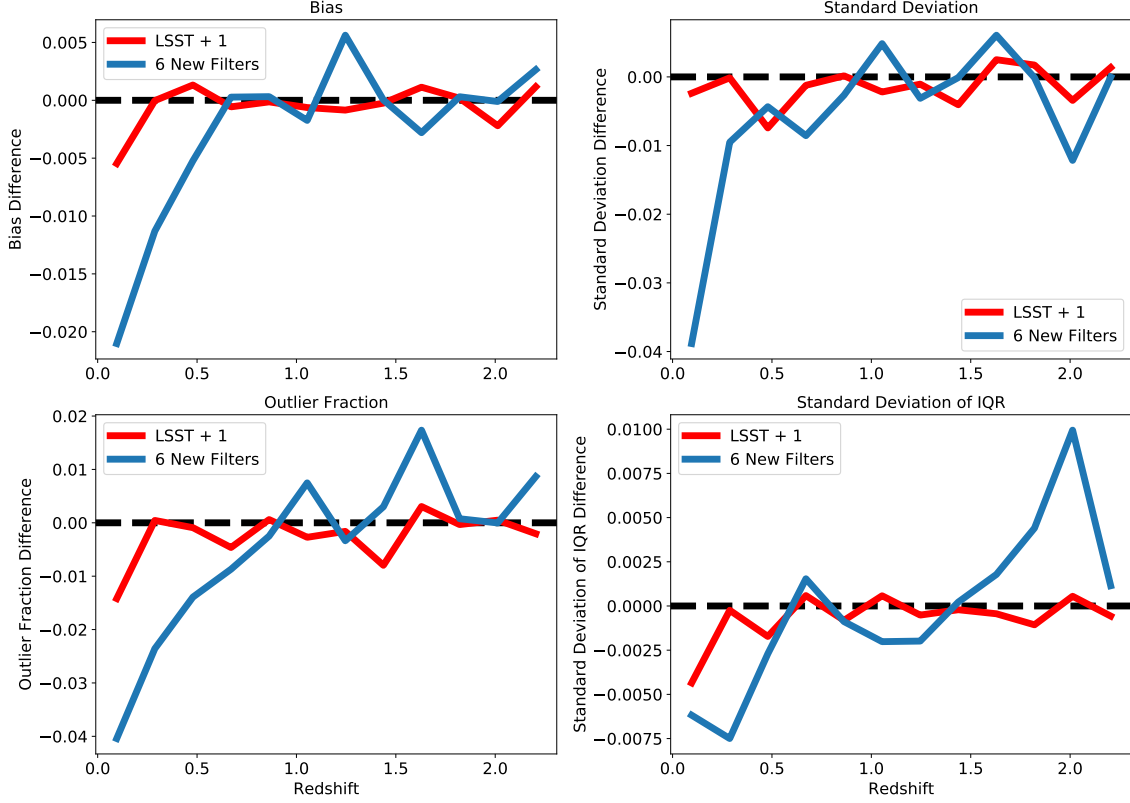 Bias
LSST + 1
6 New Filters
Bias Difference
0.005
0.000
−0.005
−0.010
−0.015
−0.020
0.0 0.5 1.0 1.5 2.0
Standard Deviation
Standard Deviation Difference
0.00
−0.01
−0.02
−0.03
−0.04
LSST + 1
6 New Filters
0.0 0.5 1.0 1.5 2.0
Outlier Fraction
LSST + 1
6 New Filters
Outlier Fraction Difference
0.02
0.01
0.00
−0.01
−0.02
−0.03
−0.04
0.0 0.5 1.0 1.5 2.0
Redshift
Standard Deviation of IQR
LSST + 1
6 New Filters
Standard Deviation of IQR Difference
0.0100
0.0075
0.0050
0.0025
0.0000
−0.0025
−0.0050
−0.0075
0.0 0.5 1.0 1.5 2.0
Redshift